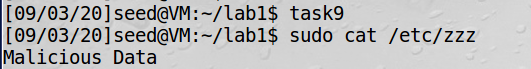 [09/03/20]seed@VM:~/lab1$ task9
[09/03/20]seed@VM:~/lab1$ sudo cat /etc/zzz
Malicious Data